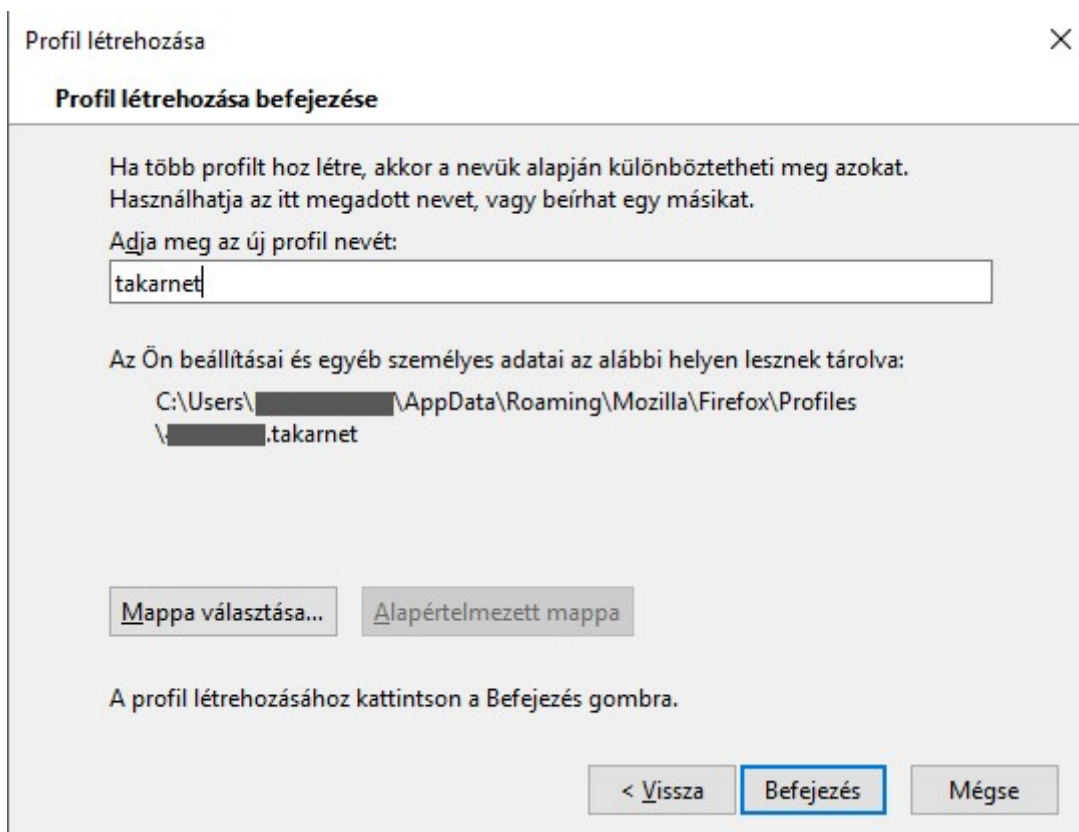 Profil létrehozása
Profil létrehozása befejezése
Ha több profilt hoz létre, akkor a nevük alapján különböztetheti meg azokat.
Használhatja az itt megadott nevet, vagy beírhat egy másikat.
Adja meg az új profil nevét:
takarnet
Az Ön beállításai és egyéb személyes adatai az alábbi helyen lesznek tárolva:
C:\Users\ \AppData\Roaming\Mozilla\Firefox\Profiles
\ .takarnet
Mappa választása... Alapértelmezett mappa
A profil létrehozásához kattintson a Befejezés gombra.
< Vissza Befejezés Mégse